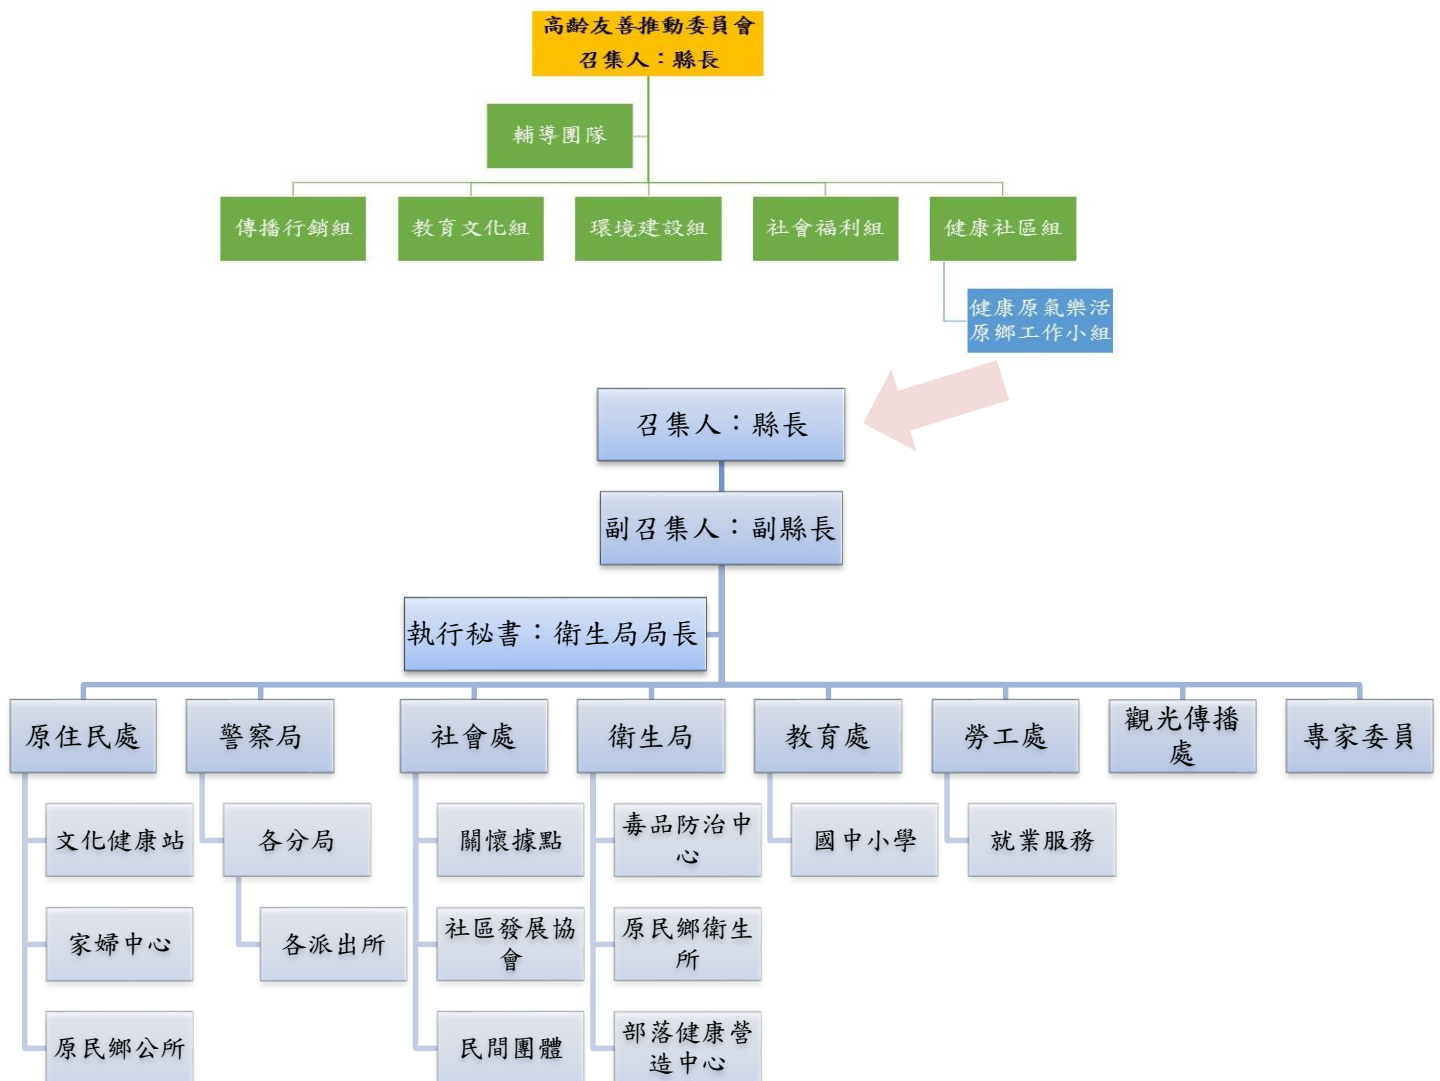 高齡友善推動委員會
召集人：縣長
輔導團隊
傳播行銷組
教育文化組
環境建設組
社會福利組
健康社區組
健康原氣樂活
原鄉工作小組
召集人：縣長
副召集人：副縣長
執行秘書：衛生局局長
原住民處
警察局
社會處
衛生局
教育處
勞工處
觀光傳播
處
專家委員
文化健康站
各分局
關懷據點
毒品防治中
心
國中小學
就業服務
家婦中心
各派出所
社區發展協
會
原民鄉衛生
所
原民鄉公所
民間團體
部落健康營
造中心